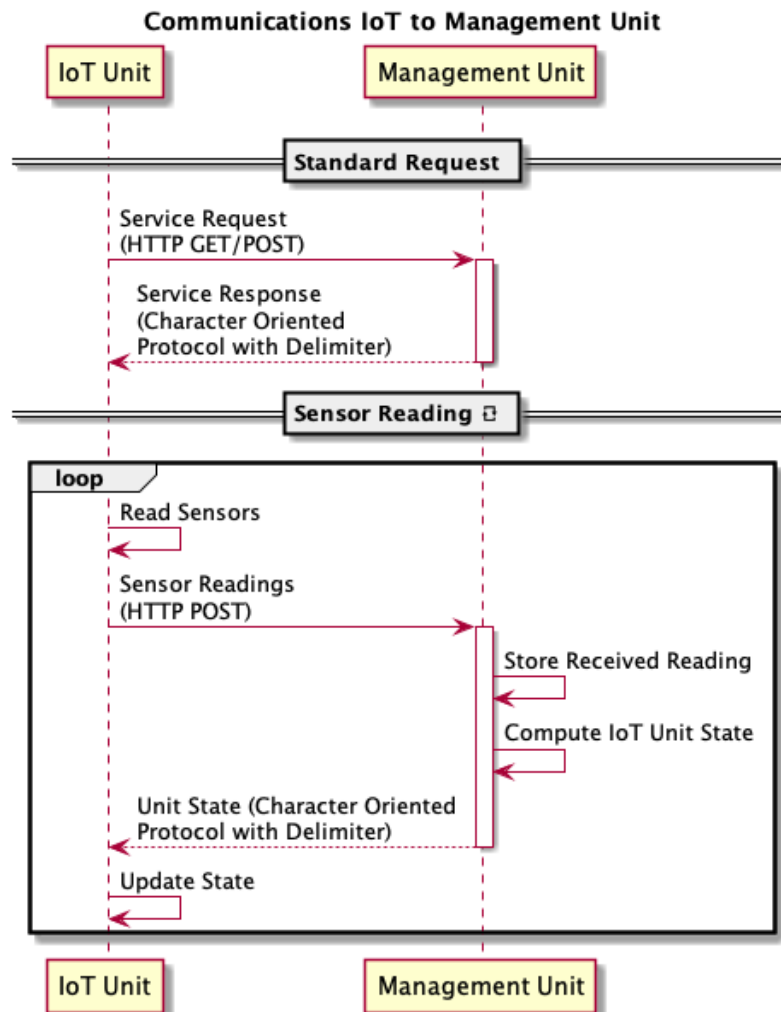 Communications IoT to Management Unit
IoT Unit
Management Unit
Standard Request
Service Request
(HTTP GET/POST)
Service Response
(Character Oriented
Protocol with Delimiter)
Sensor Reading
loop
Read Sensors
Sensor Readings
(HTTP POST)
Store Received Reading
Compute IoT Unit State
Unit State (Character Oriented
Protocol with Delimiter)
Update State
IoT Unit
Management Unit